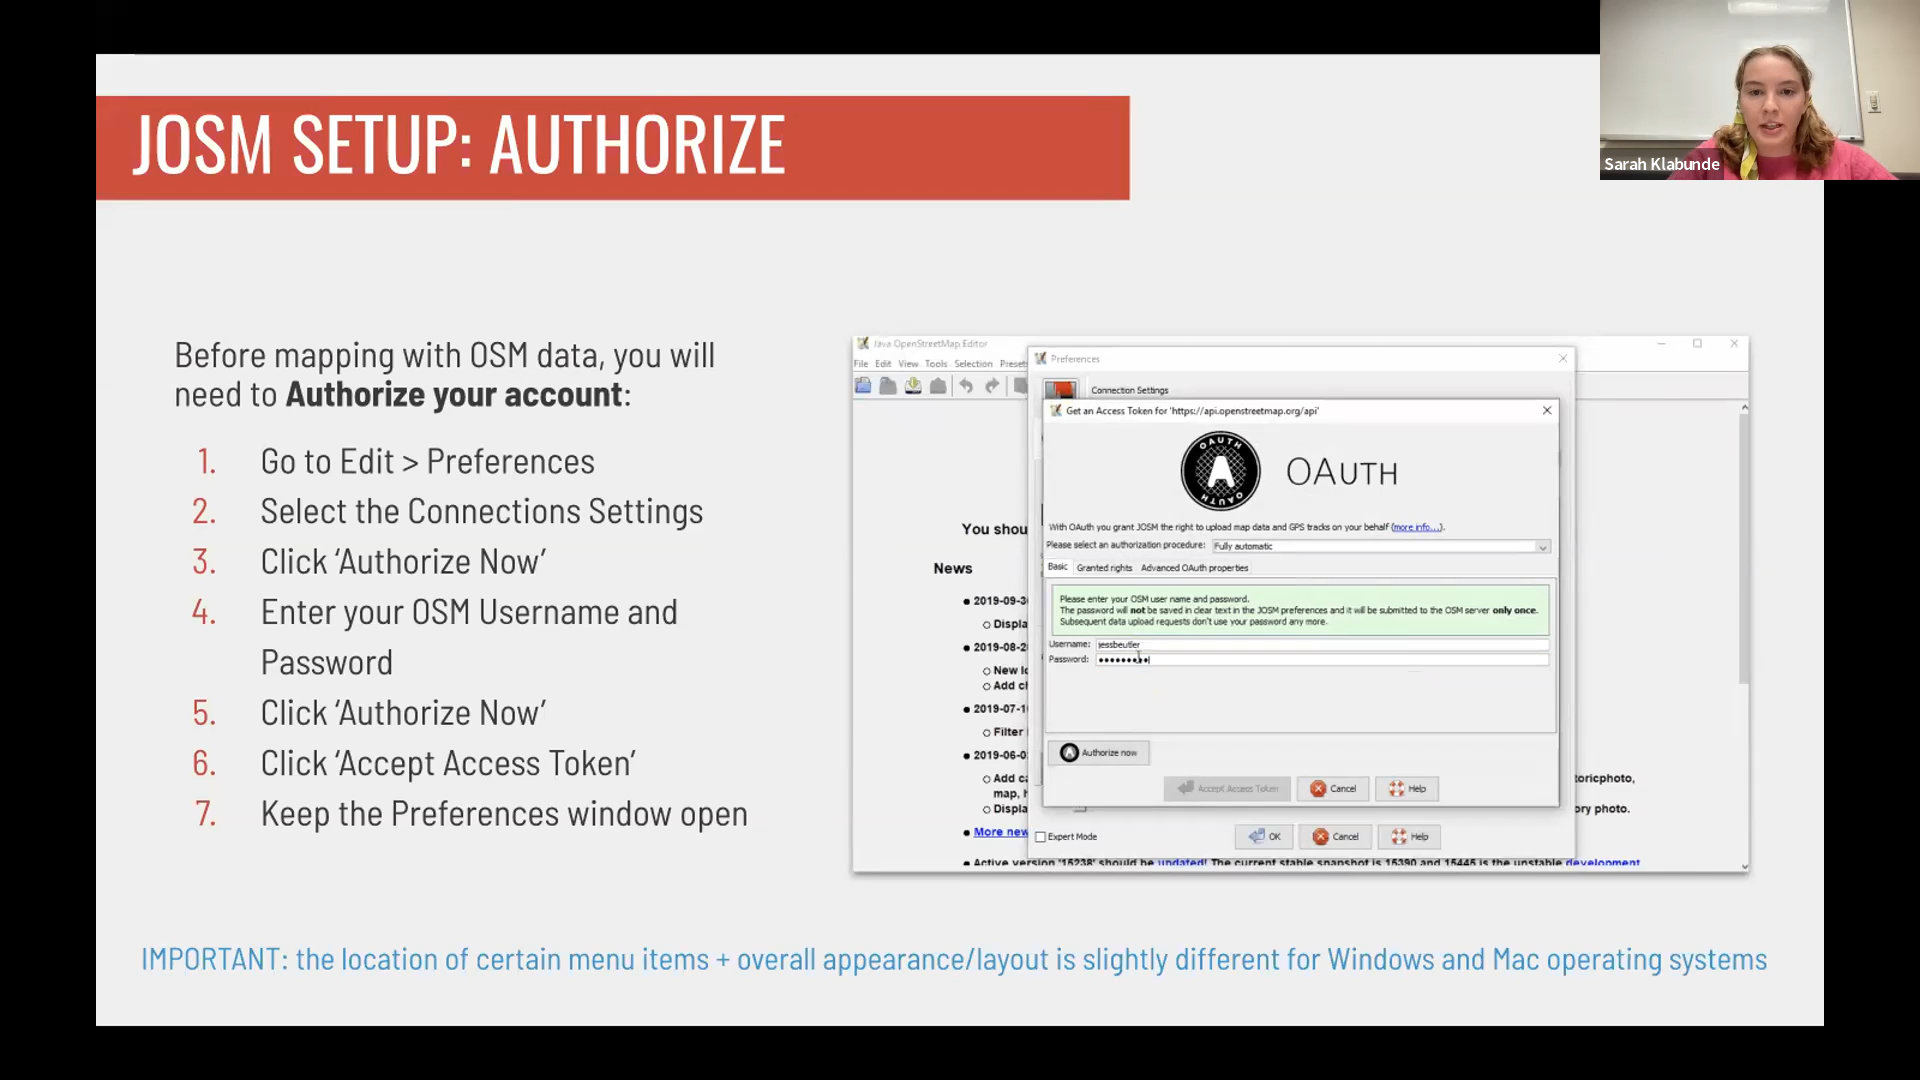 JOSM SETUP: AUTHORIZE
Sarah Klabunde
Before mapping with OSM data, you will
need to Authorize your account:
1. Go to Edit > Preferences
2. Select the Connections Settings
3. Click ‘Authorize Now’
4. Enter your OSM Username and
Password
5. Click ‘Authorize Now’
6. Click ‘Accept Access Token’
7. Keep the Preferences window open
Java OpenStreetMap Editor
File Edit View Tools Selection Presets
Preferences
Connection Settings
Get an Access Token for 'https://api.openstreetmap.org/api'
OAUTH
A
OAUTH
OAUTH
With OAuth you grant JOSM the right to upload map data and GPS tracks on your behalf (more info...).
Please select an authorization procedure: Fully automatic
Basic Granted rights Advanced OAuth properties
Please enter your OSM user name and password.
The password will not be saved in clear text in the JOSM preferences and it will be submitted to the OSM server only once.
Subsequent data upload requests don't use your password any more.
Username: jessbeutler
Password:
Authorize now
Accept Access Token Cancel Help
Expert Mode
OK Cancel Help
You shou
News
2019-09-3
Displa
2019-08-2
New lo
Add ch
2019-07-1
Filter
2019-06-0
Add ca
map, h
Displa
toricphoto,
ory photo.
More new
Active version '15238' should be updated! The current stable snapshot is 15390 and 15445 is the unstable development
IMPORTANT: the location of certain menu items + overall appearance/layout is slightly different for Windows and Mac operating systems